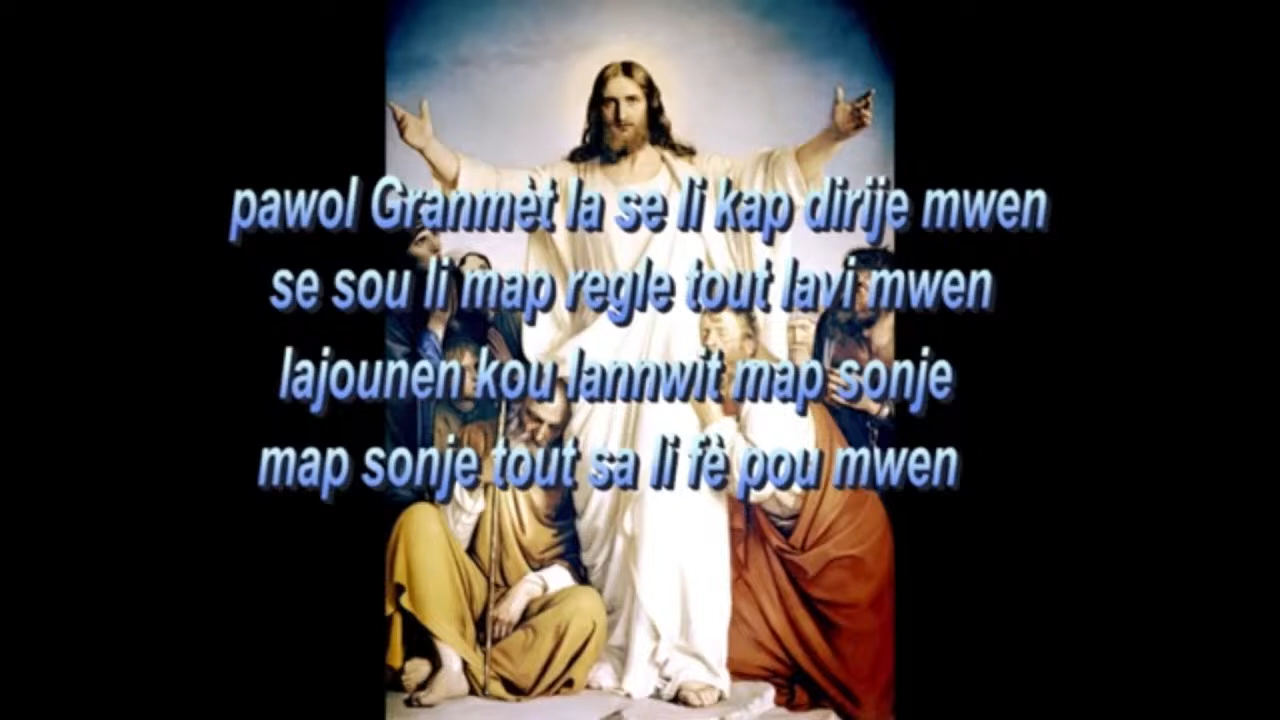 pawol Granmèt la se li kap dirije mwen
se sou li map regle tout lavi mwen
lajounen kou lannwit map sonje
map sonje tout sa li fè pou mwen